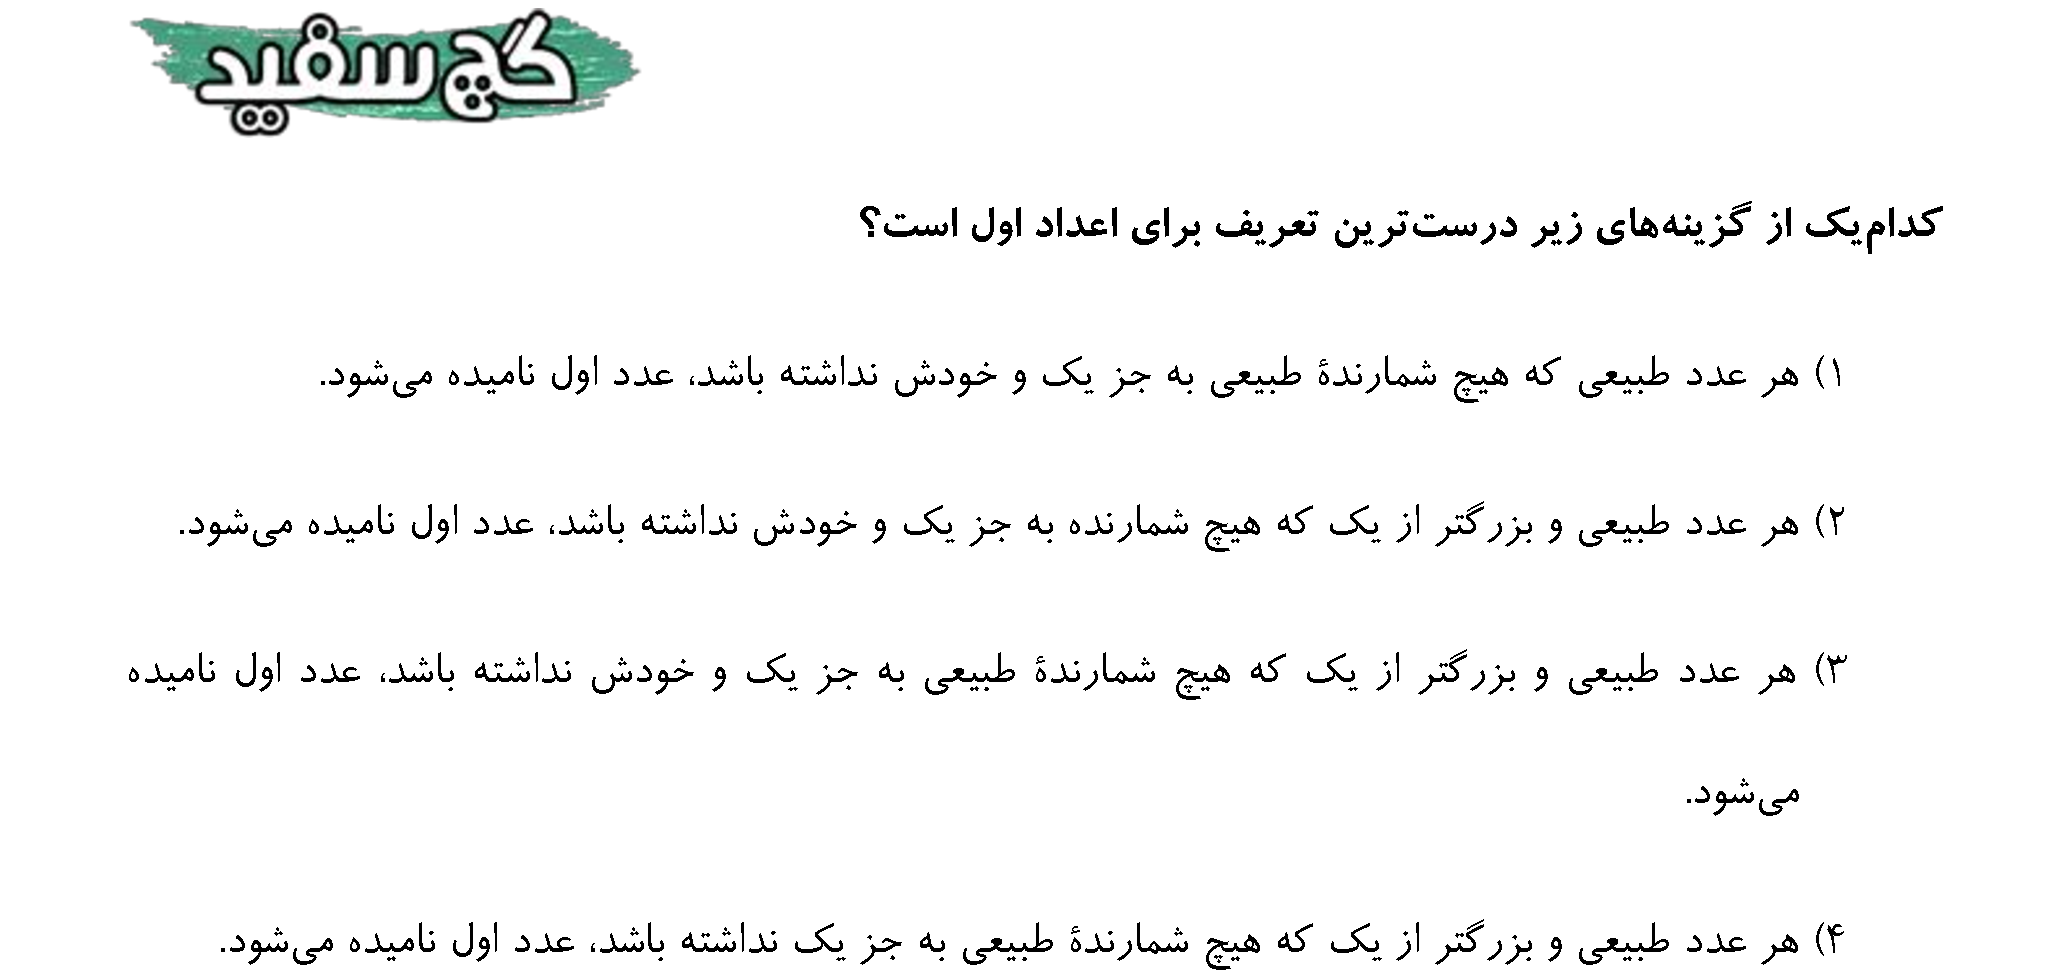 گچ سفید
کدام‌یک از گزینه‌های زیر درست‌ترین تعریف برای اعداد اول است؟
۱) هر عدد طبیعی که هیچ شمارندۀ طبیعی به جز یک و خودش نداشته باشد، عدد اول نامیده می‌شود.
۲) هر عدد طبیعی و بزرگتر از یک که هیچ شمارنده به جز یک و خودش نداشته باشد، عدد اول نامیده می‌شود.
۳) هر عدد طبیعی و بزرگتر از یک که هیچ شمارندۀ طبیعی به جز یک و خودش نداشته باشد، عدد اول نامیده
می‌شود.
۴) هر عدد طبیعی و بزرگتر از یک که هیچ شمارندۀ طبیعی به جز یک نداشته باشد، عدد اول نامیده می‌شود.